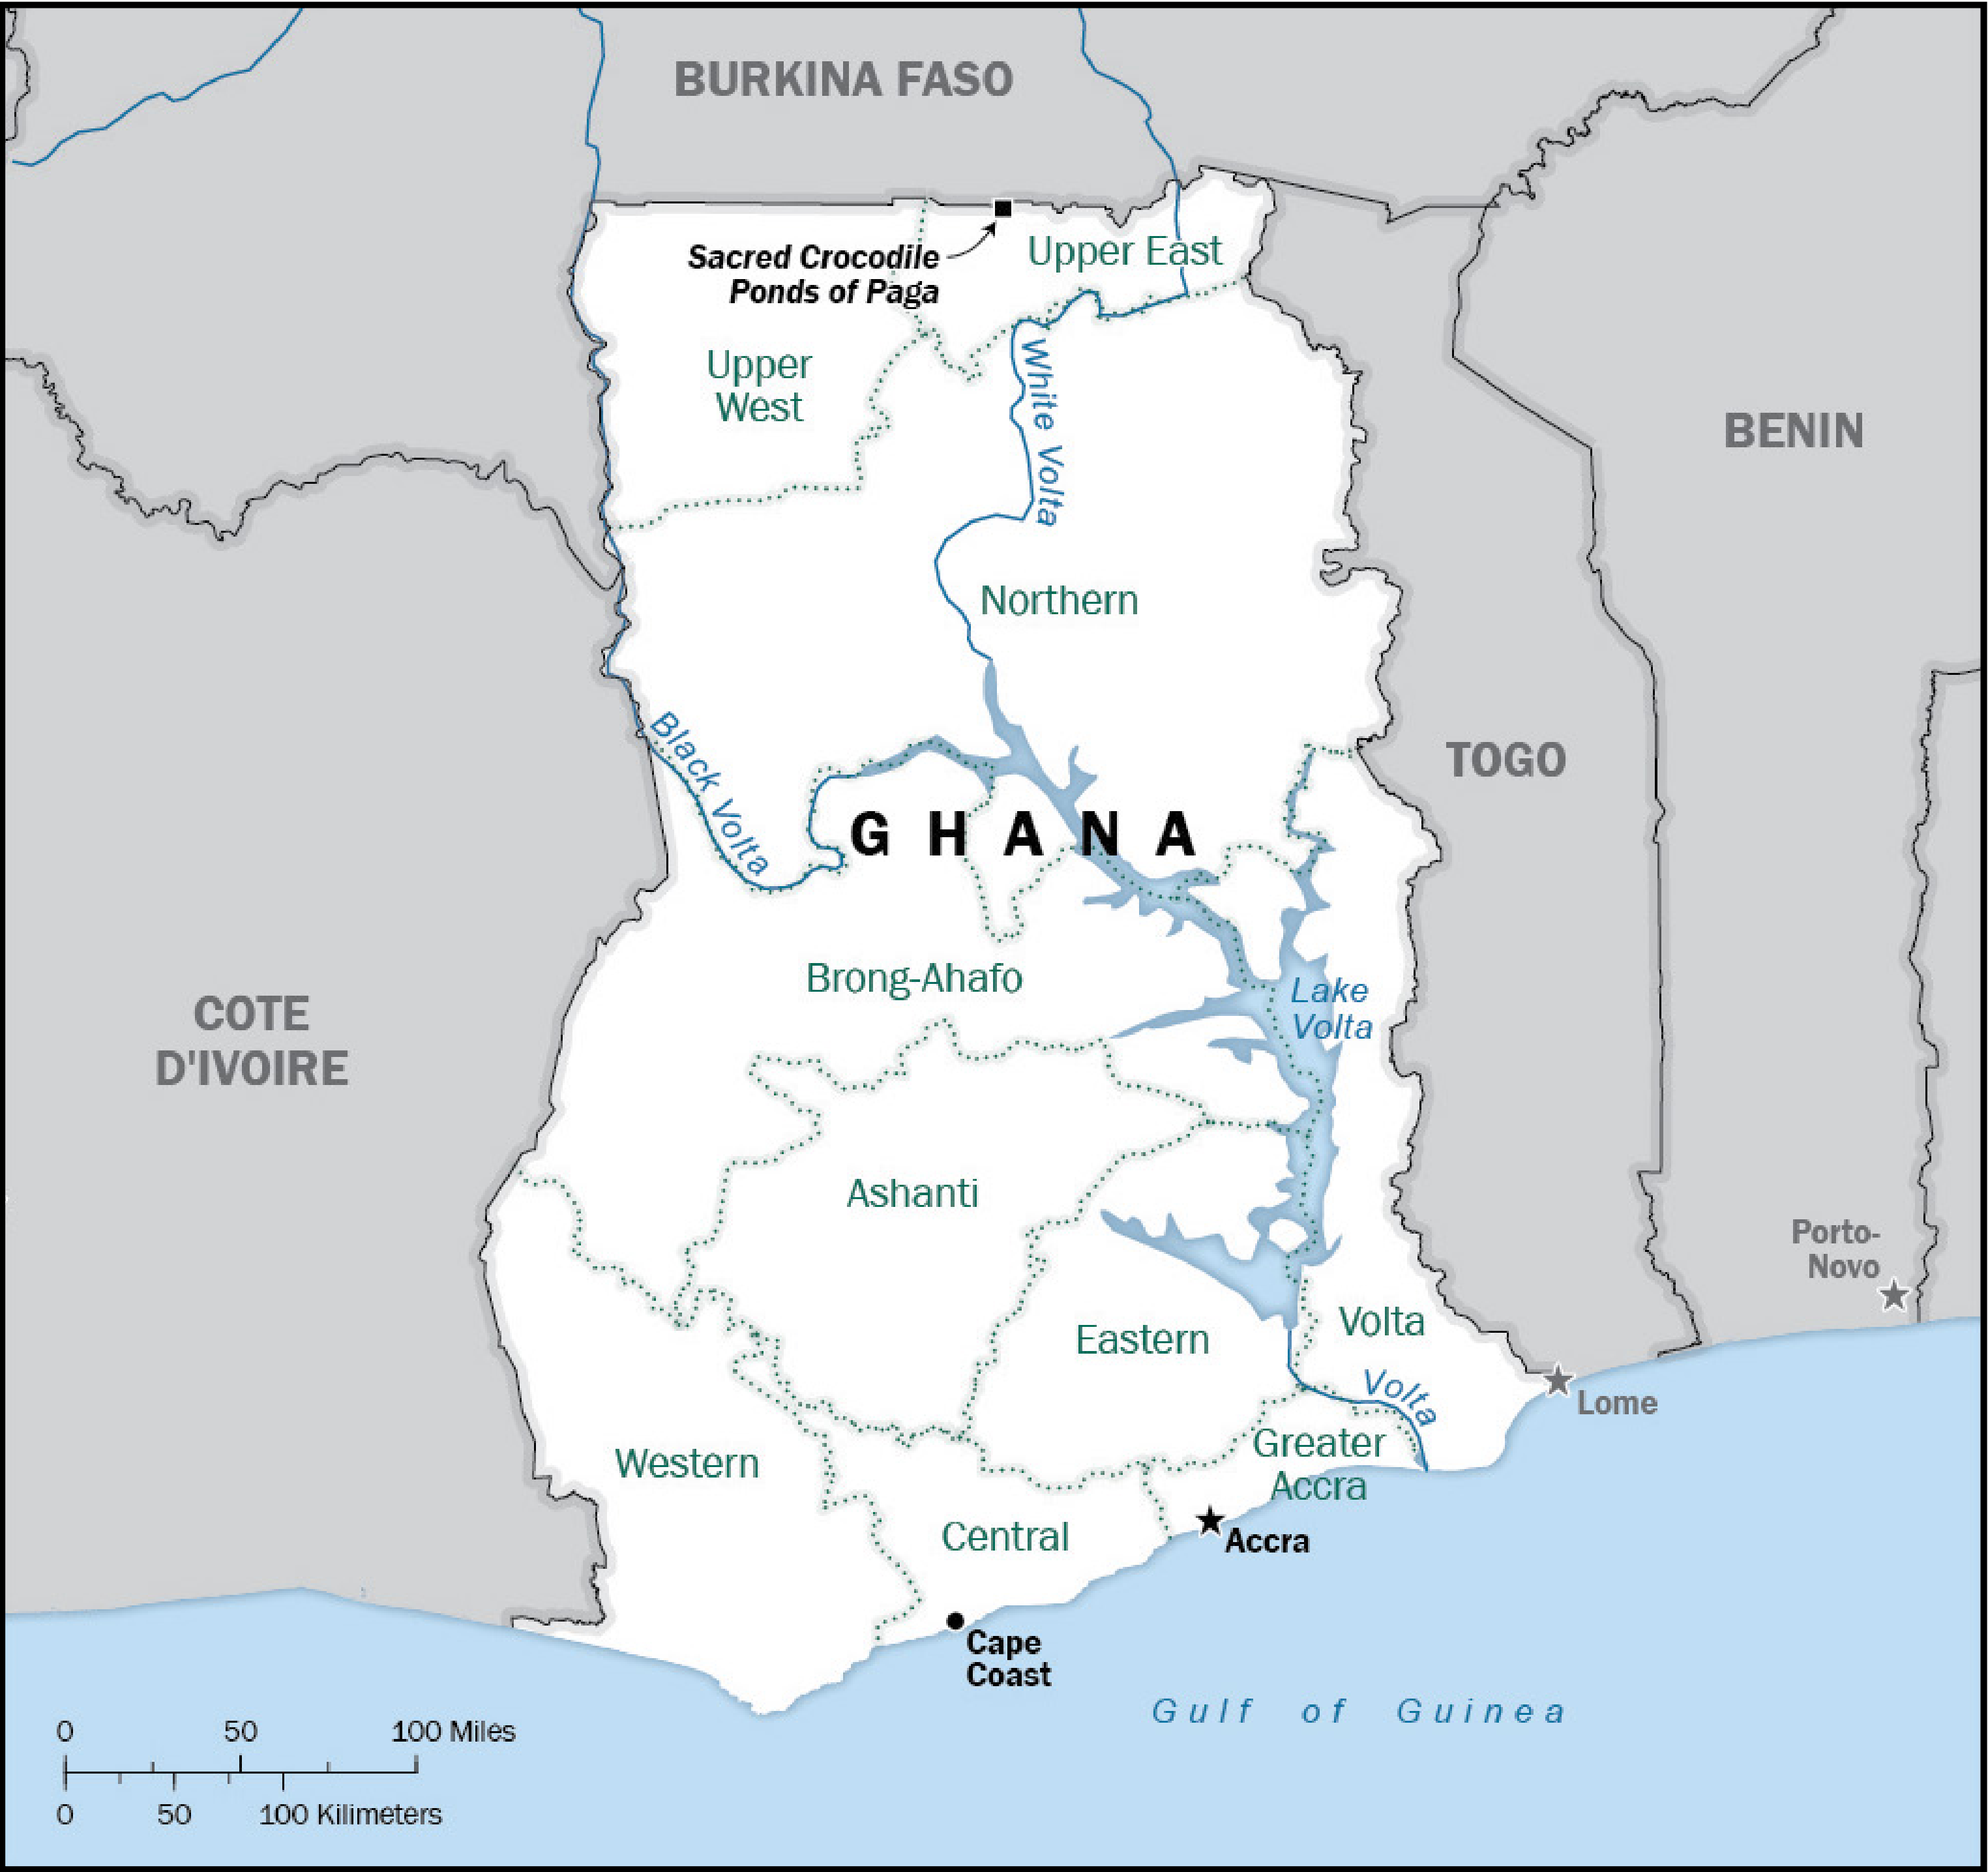 BURKINA FASO
Sacred Crocodile
Ponds of Paga
Upper East
Upper
West
White Volta
BENIN
Northern
Black Volta
TOGO
GHANA
Brong-Ahafo
Lake
Volta
COTE
D'IVOIRE
Ashanti
Porto-
Novo
Eastern
Volta
Volta
Lome
Western
Greater
Accra
Central
Accra
Cape
Coast
Gulf of Guinea
0 50 100 Miles
0 50 100 Kilimeters